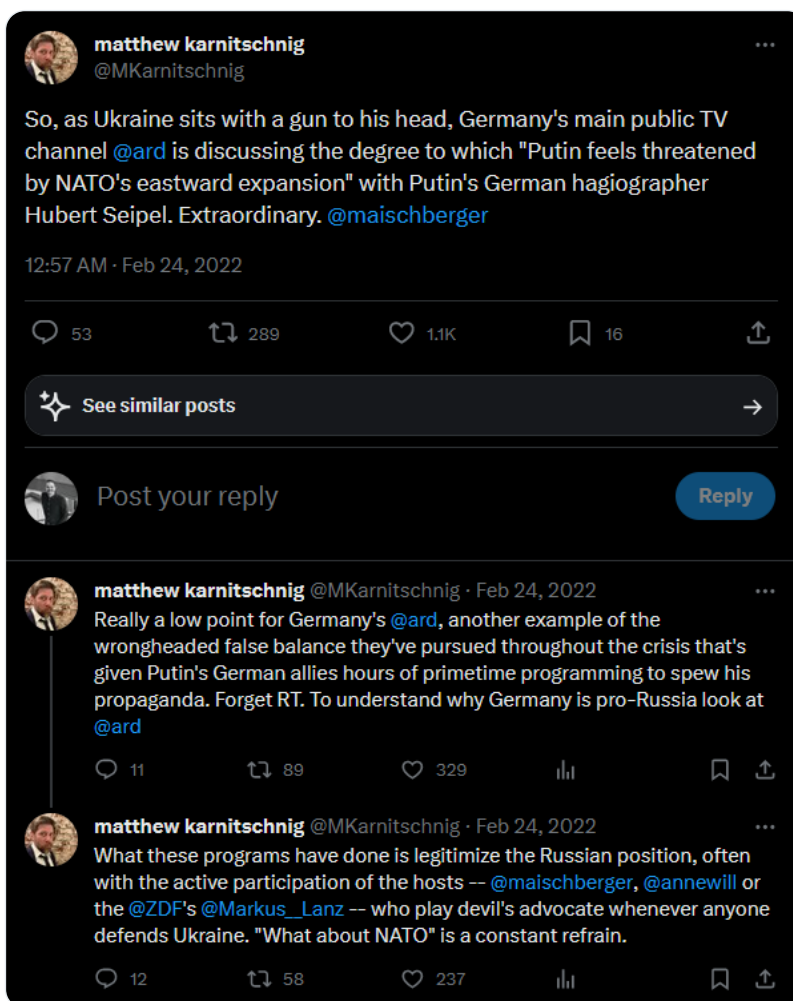 matthew karnitschnig
@MKarnitschnig
So, as Ukraine sits with a gun to his head, Germany's main public TV
channel @ard is discussing the degree to which "Putin feels threatened
by NATO's eastward expansion" with Putin's German hagiographer
Hubert Seipel. Extraordinary. @maischberger
12:57 AM · Feb 24, 2022
53 289 1.1K 16
See similar posts
Post your reply Reply
matthew karnitschnig @MKarnitschnig · Feb 24, 2022
Really a low point for Germany's @ard, another example of the
wrongheaded false balance they've pursued throughout the crisis that's
given Putin's German allies hours of primetime programming to spew his
propaganda. Forget RT. To understand why Germany is pro-Russia look at
@ard
11 89 329
matthew karnitschnig @MKarnitschnig · Feb 24, 2022
What these programs have done is legitimize the Russian position, often
with the active participation of the hosts -- @maischberger, @annewill or
the @ZDF's @Markus__Lanz -- who play devil's advocate whenever anyone
defends Ukraine. "What about NATO" is a constant refrain.
12 58 237